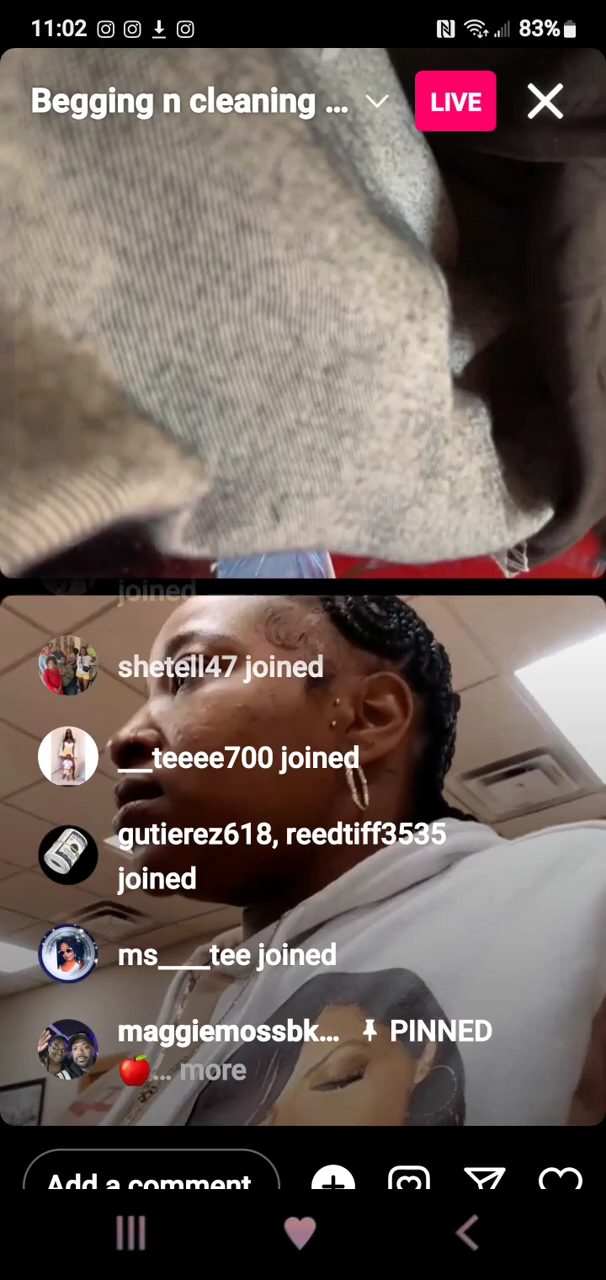 11:02
83%
Begging n cleaning ...
LIVE
joined
shetell47 joined
__teeee700 joined
gutierez618, reedtiff3535
joined
ms____tee joined
maggiemossbk... PINNED
🍎... more
Add a comment